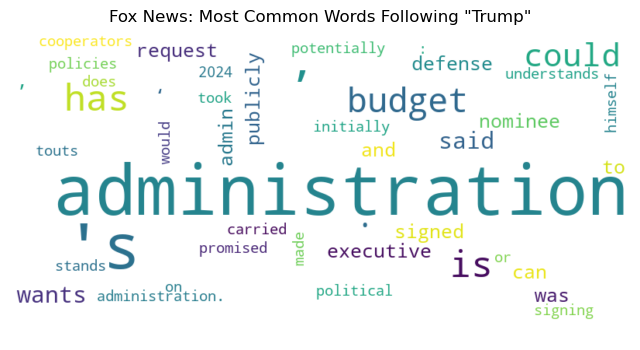 Fox News: Most Common Words Following "Trump"
cooperators
request
potentially
:
could
policies
2024
publicly
,
defense
understands
does
,
has
‘
took
budget
himself
initially
nominee
would
admin
said
touts
and
to
administration
's
carried
.
signed
promised
made
executive
is
or
stands
can
wants
administration.
on
political
was
signing